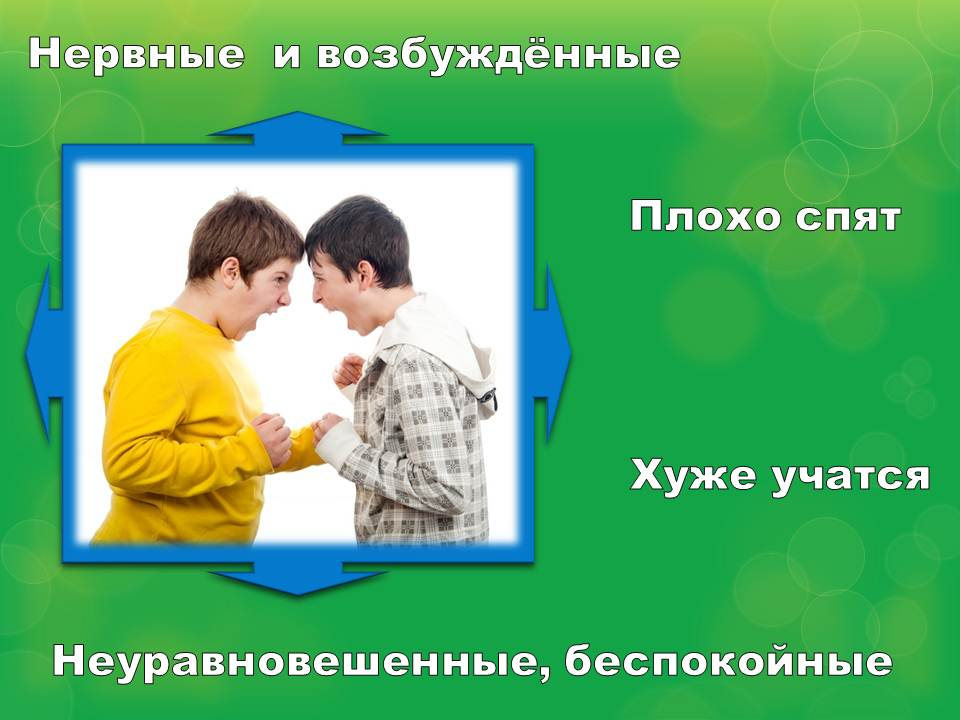 Нервные и возбуждённые
Плохо спят
Хуже учатся
Неуравновешенные, беспокойные